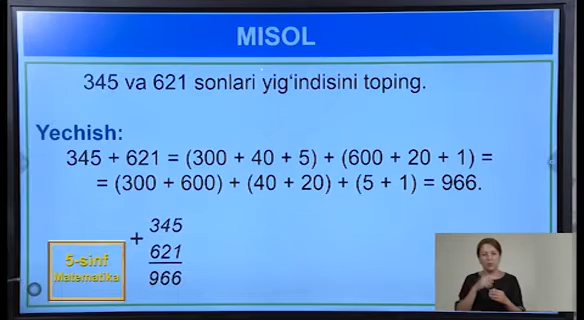 MISOL
345 va 621 sonlari yig‘indisini toping.
Yechish:
345 + 621 = (300 + 40 + 5) + (600 + 20 + 1) =
= (300 + 600) + (40 + 20) + (5 + 1) = 966.
+ 345
621
966
5-sinf
Matematika